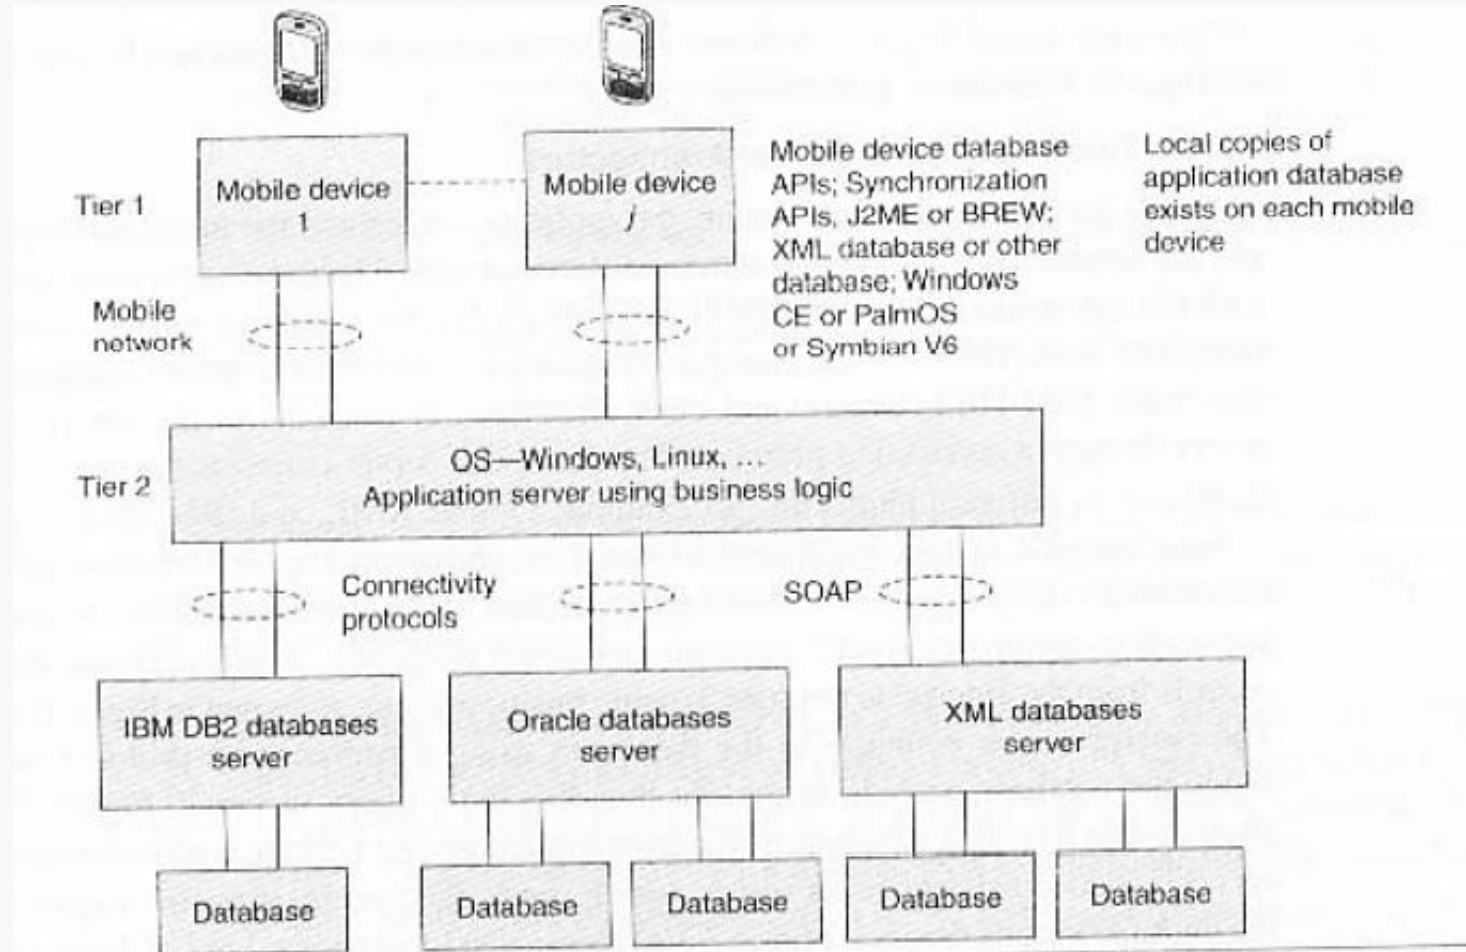 Mobile device
1
Mobile device
j
Mobile device database
APIs; Synchronization
APIs, J2ME or BREW;
XML database or other
database; Windows
CE or PalmOS
or Symbian V6
Local copies of
application database
exists on each mobile
device
Tier 1
Mobile
network
Tier 2
OS—Windows, Linux, ...
Application server using business logic
Connectivity
protocols
SOAP
IBM DB2 databases
server
Oracle databases
server
XML databases
server
Database
Database
Database
Database
Database